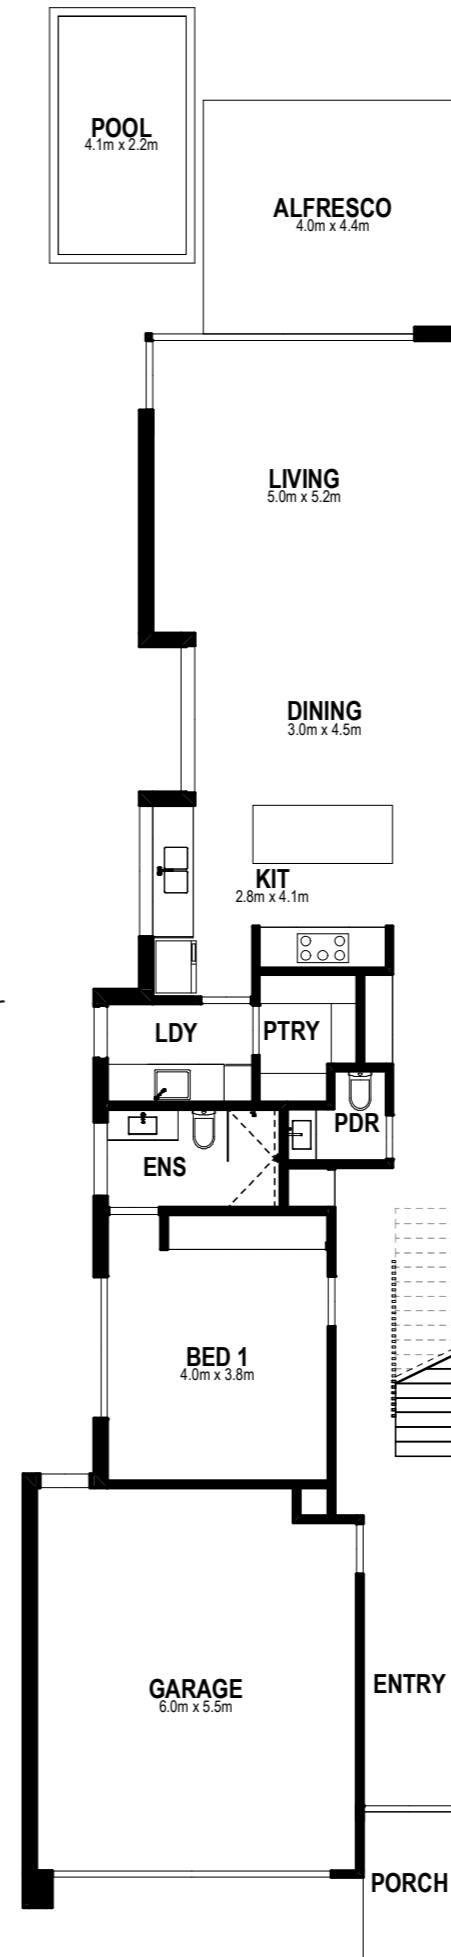 POOL
4.1m x 2.2m
ALFRESCO
4.0m x 4.4m
LIVING
5.0m x 5.2m
DINING
3.0m x 4.5m
KIT
2.8m x 4.1m
LDY
PTRY
PDR
ENS
BED 1
4.0m x 3.8m
GARAGE
6.0m x 5.5m
ENTRY
PORCH